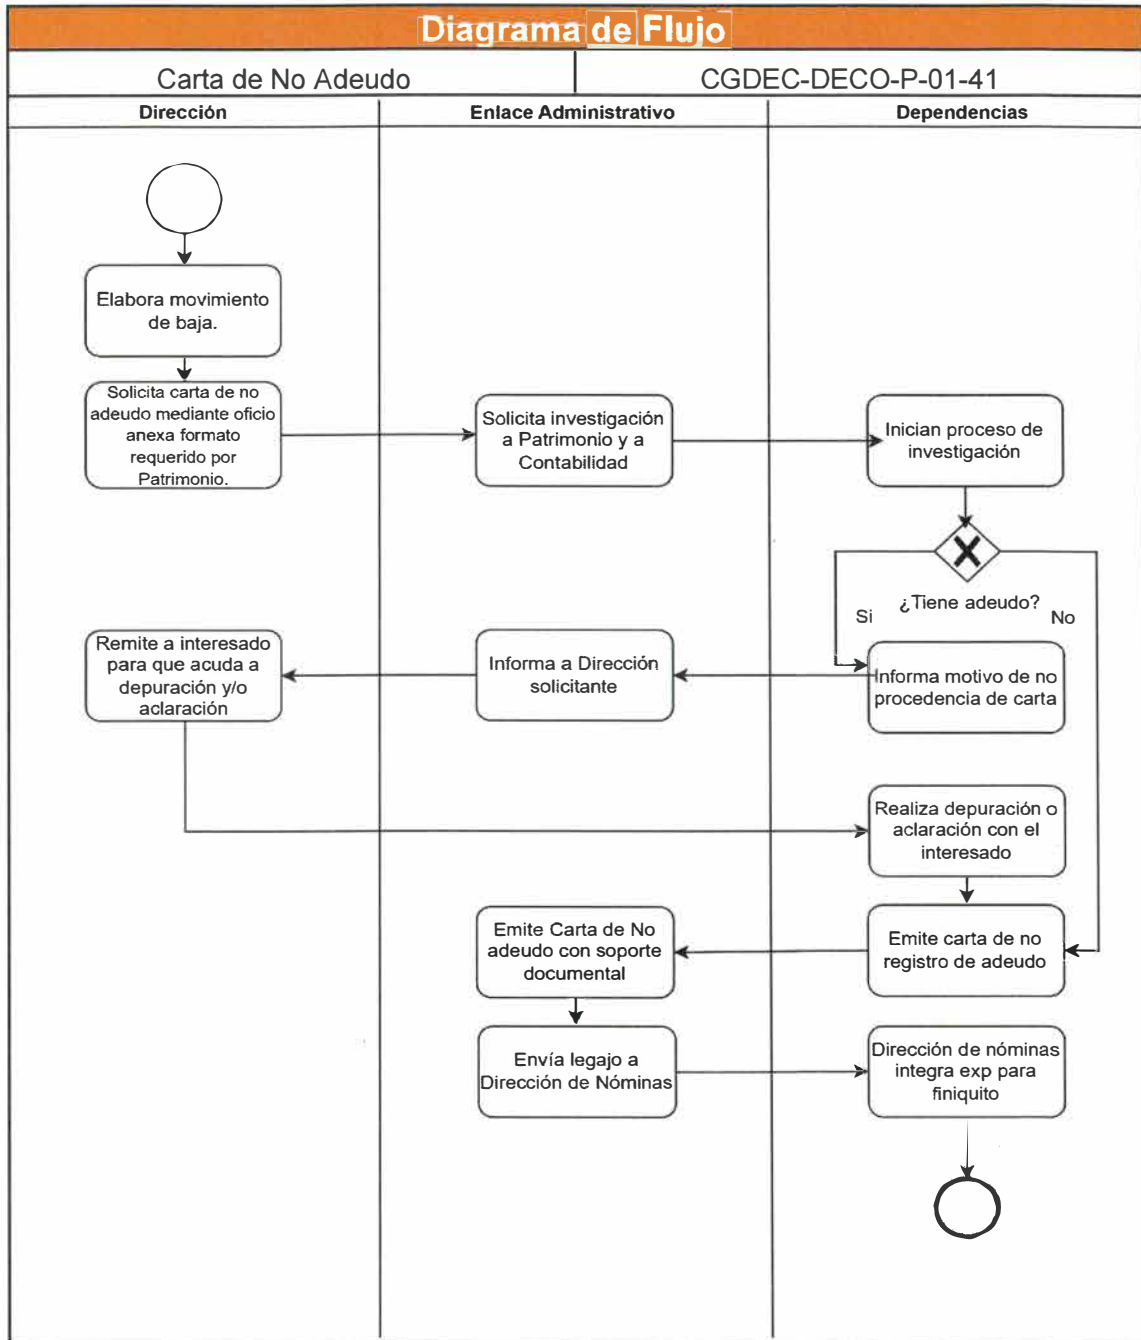 Diagrama de Flujo
Carta de No Adeudo
CGDEC-DECO-P-01-41
Dirección
Enlace Administrativo
Dependencias
Elabora movimiento
de baja.
Solicita carta de no
adeudo mediante oficio
anexa formato
requerido por
Patrimonio.
Solicita investigación
a Patrimonio y a
Contabilidad
Inician proceso de
investigación
¿Tiene adeudo?
Si
No
Informa motivo de no
procedencia de carta
Informa a Dirección
solicitante
Remite a interesado
para que acuda a
depuración y/o
aclaración
Realiza depuración o
aclaración con el
interesado
Emite carta de no
registro de adeudo
Emite Carta de No
adeudo con soporte
documental
Envía legajo a
Dirección de Nóminas
Dirección de nóminas
integra exp para
finiquito